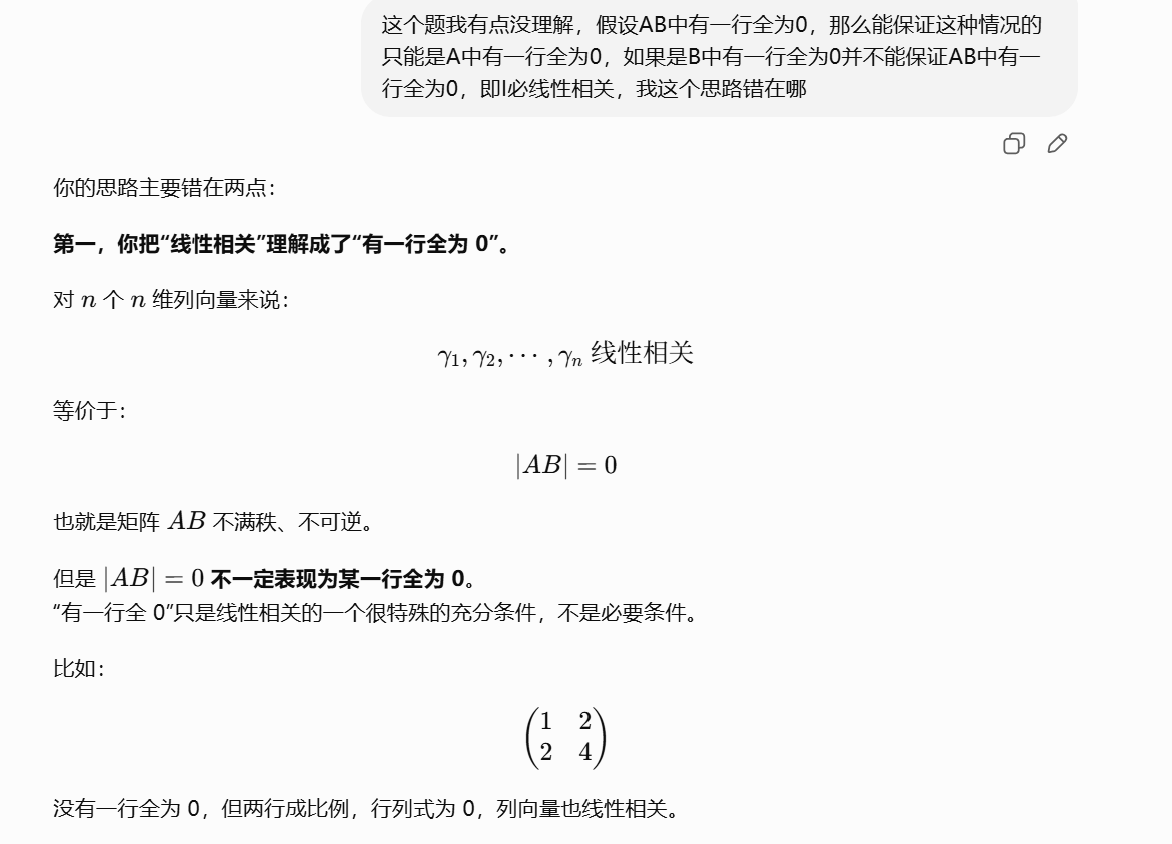 这个题我有点没理解，假设AB中有一行全为0，那么能保证这种情况的
只能是A中有一行全为0，如果是B中有一行全为0并不能保证AB中有一
行全为0，即I必线性相关，我这个思路错在哪
你的思路主要错在两点：
第一，你把“线性相关”理解成了“有一行全为 0”。
对 n 个 n 维列向量来说：
γ₁, γ₂, ⋯ , γₙ 线性相关
等价于：
|AB| = 0
也就是矩阵 AB 不满秩、不可逆。
但是 |AB| = 0 不一定表现为某一行全为 0。
“有一行全 0”只是线性相关的一个很特殊的充分条件，不是必要条件。
比如：
(1 2
2 4)
没有一行全为 0，但两行成比例，行列式为 0，列向量也线性相关。